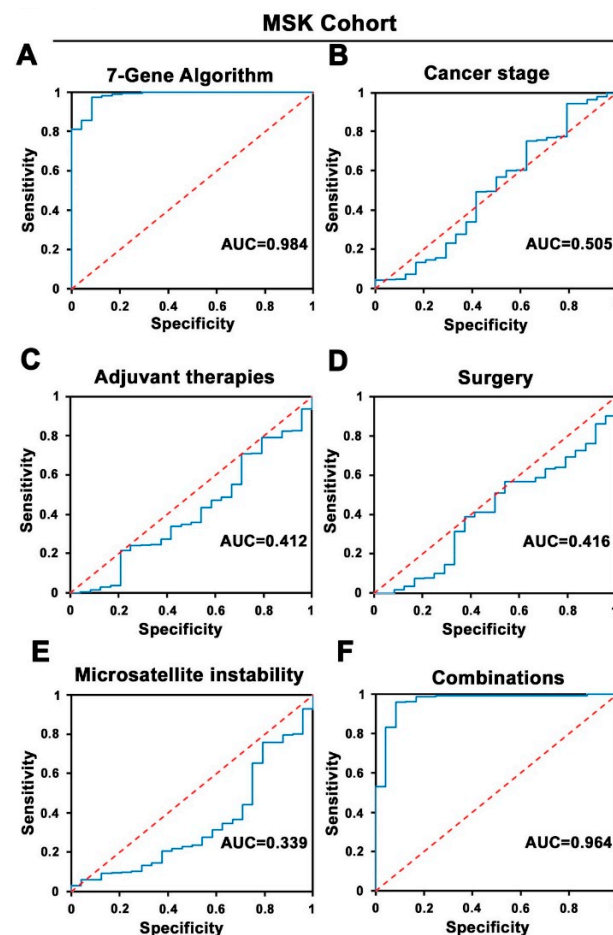 MSK Cohort
A
7-Gene Algorithm
1
0.8
0.6
0.4
0.2
0
Sensitivity
AUC=0.984
0 0.2 0.4 0.6 0.8 1
Specificity
B
Cancer stage
1
0.8
0.6
0.4
0.2
0
Sensitivity
AUC=0.505
0 0.2 0.4 0.6 0.8 1
Specificity
C
Adjuvant therapies
1
0.8
0.6
0.4
0.2
0
Sensitivity
AUC=0.412
0 0.2 0.4 0.6 0.8 1
Specificity
D
Surgery
1
0.8
0.6
0.4
0.2
0
Sensitivity
AUC=0.416
0 0.2 0.4 0.6 0.8 1
Specificity
E
Microsatellite instability
1
0.8
0.6
0.4
0.2
0
Sensitivity
AUC=0.339
0 0.2 0.4 0.6 0.8 1
Specificity
F
Combinations
1
0.8
0.6
0.4
0.2
0
Sensitivity
AUC=0.964
0 0.2 0.4 0.6 0.8 1
Specificity